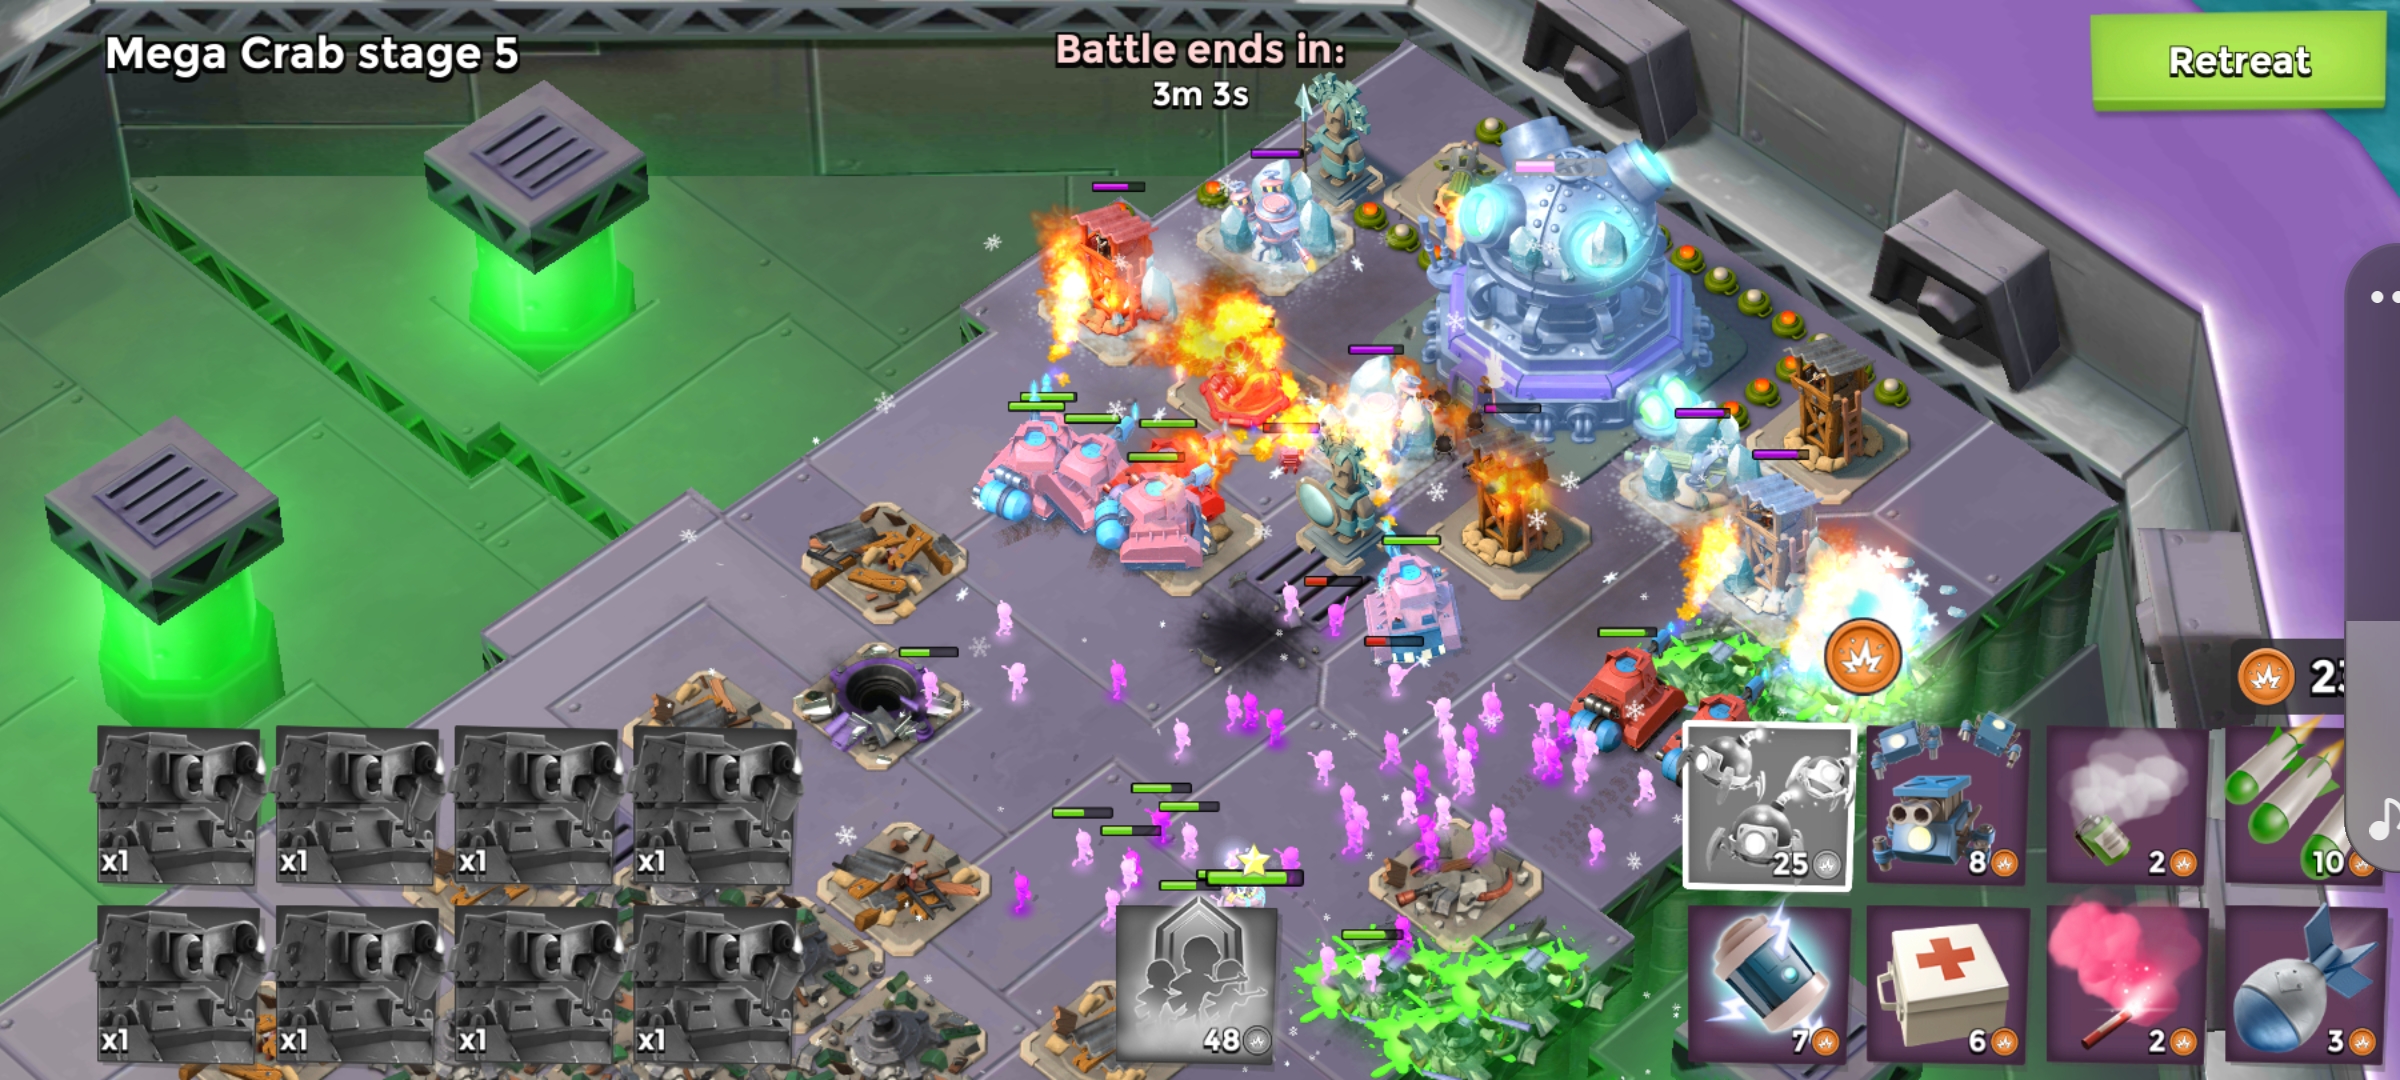 Mega Crab stage 5
Battle ends in:
3m 3s
Retreat
x1
x1
x1
x1
25
8
2
10
x1
x1
x1
x1
48
7
6
2
3